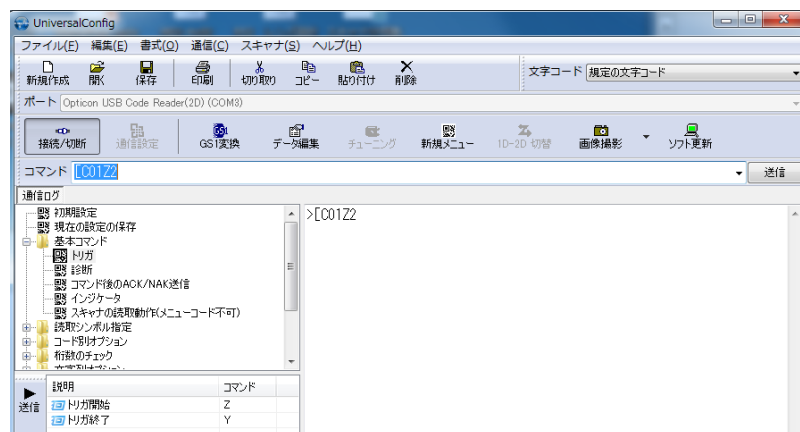 UniversalConfig
ファイル(F) 編集(E) 書式(O) 通信(C) スキャナ(S) ヘルプ(H)
新規作成 開く 保存 印刷 切り取り コピー 貼り付け 削除 文字コード 規定の文字コード
ポート Opticon USB Code Reader(2D) (COM3)
接続/切断 通信設定 GS1変換 データ編集 チューニング 新規メニュー 1D-2D 切替 画像撮影 ソフト更新
コマンド [C01Z2 送信
通信ログ
初期設定
現在の設定の保存
基本コマンド
トリガ
診断
コマンド後のACK/NAK送信
インジケータ
スキャナの読取動作(メニューコード不可)
読取シンボル指定
コード別オプション
桁数のチェック
>[C01Z2
送信
説明 コマンド
トリガ開始 Z
トリガ終了 Y